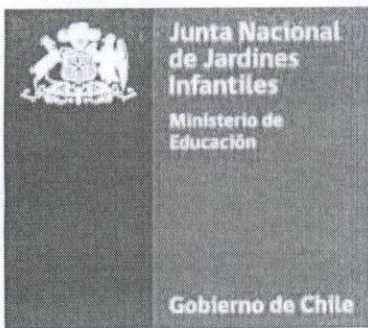 Junta Nacional
de Jardines
Infantiles
Ministerio de
Educación
Gobierno de Chile